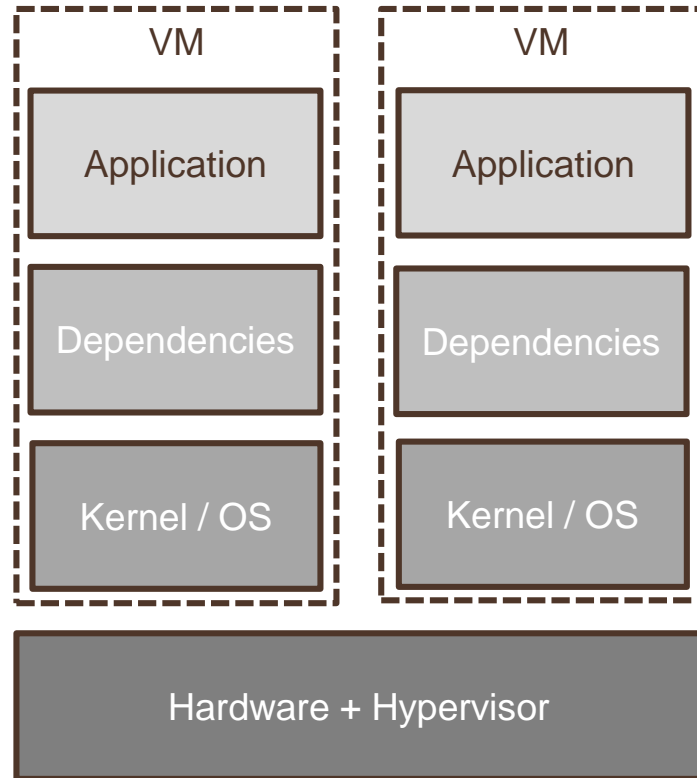 VM
Application
Dependencies
Kernel / OS
VM
Application
Dependencies
Kernel / OS
Hardware + Hypervisor